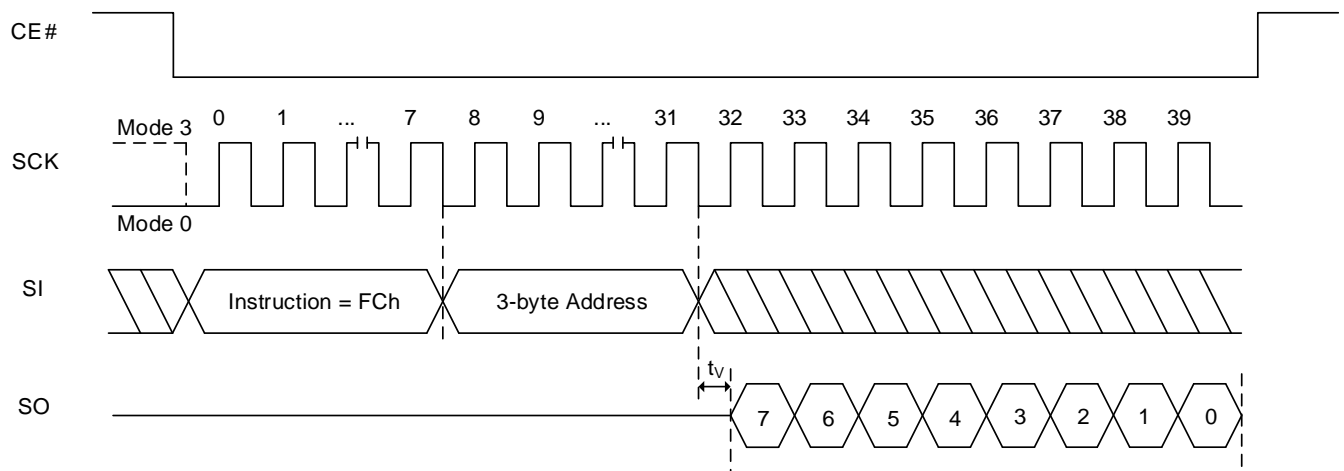 CE#
0 1 ... 7 8 9 ... 31 32 33 34 35 36 37 38 39
Mode 3
SCK
Mode 0
SI
Instruction = FCh
3-byte Address
tV
SO
7 6 5 4 3 2 1 0